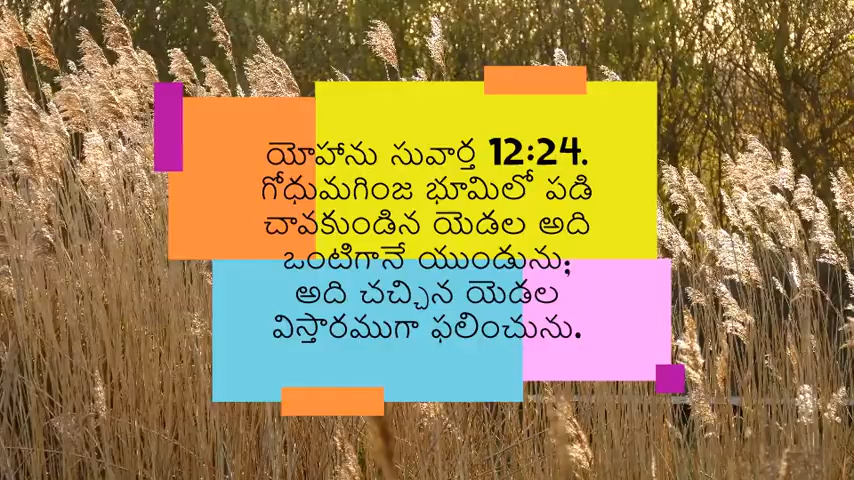 యోహాను సువార్త 12:24.
గోధుమగింజ భూమిలో పడి
చావకుండిన యెడల అది
ఒంటిగానే యుండును;
అది చచ్చిన యెడల
విస్తారముగా ఫలించును.